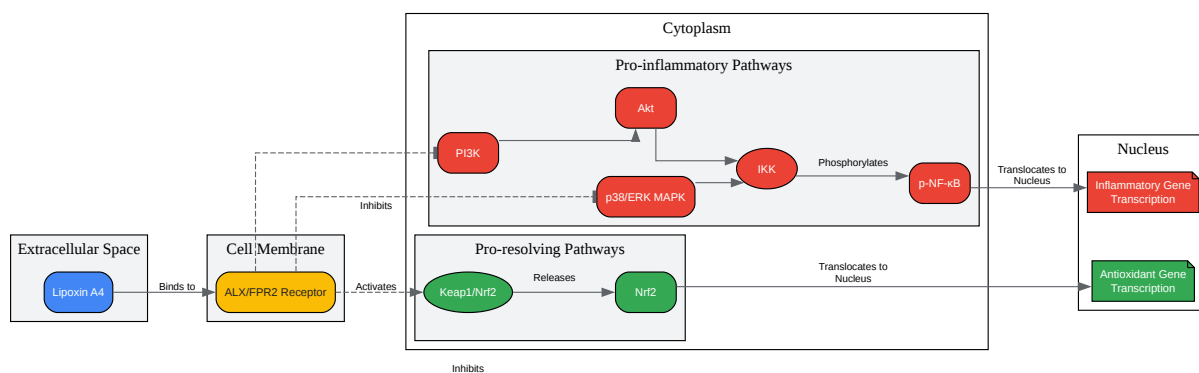 Cytoplasm
Pro-inflammatory Pathways
Akt
PI3K
IKK
Phosphorylates
p-NF-κB
p38/ERK MAPK
Inhibits
Translocates to
Nucleus
Nucleus
Inflammatory Gene
Transcription
Extracellular Space
Lipoxin A4
Binds to
Cell Membrane
ALX/FPR2 Receptor
Activates
Pro-resolving Pathways
Keap1/Nrf2
Releases
Nrf2
Translocates to
Nucleus
Antioxidant Gene
Transcription
Inhibits